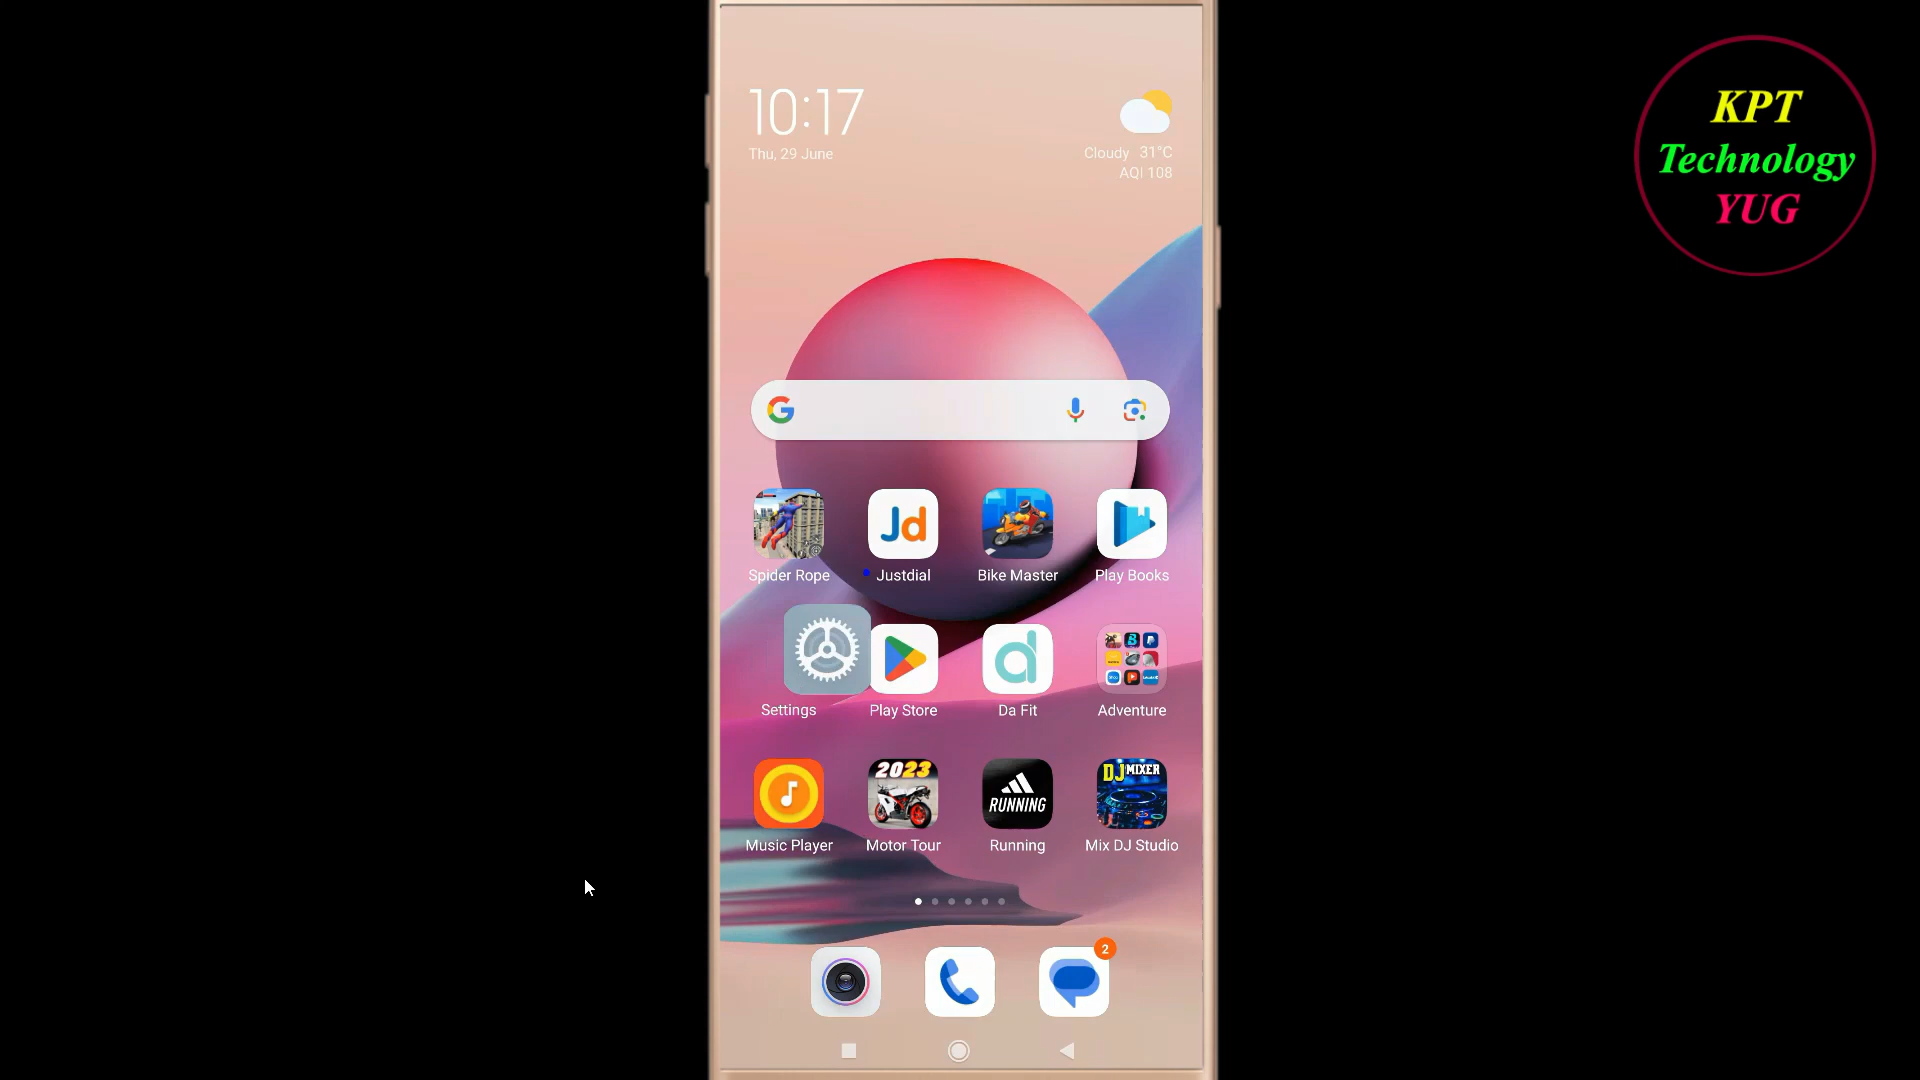 KPT
Technology
YUG
10:17
Thu, 29 June
Cloudy 31°C
AQI 108
Jd
Spider Rope
Justdial
Bike Master
Play Books
Settings
Play Store
Da Fit
Adventure
2023
RUNNING
DJ MIXER
Music Player
Motor Tour
Running
Mix DJ Studio
2